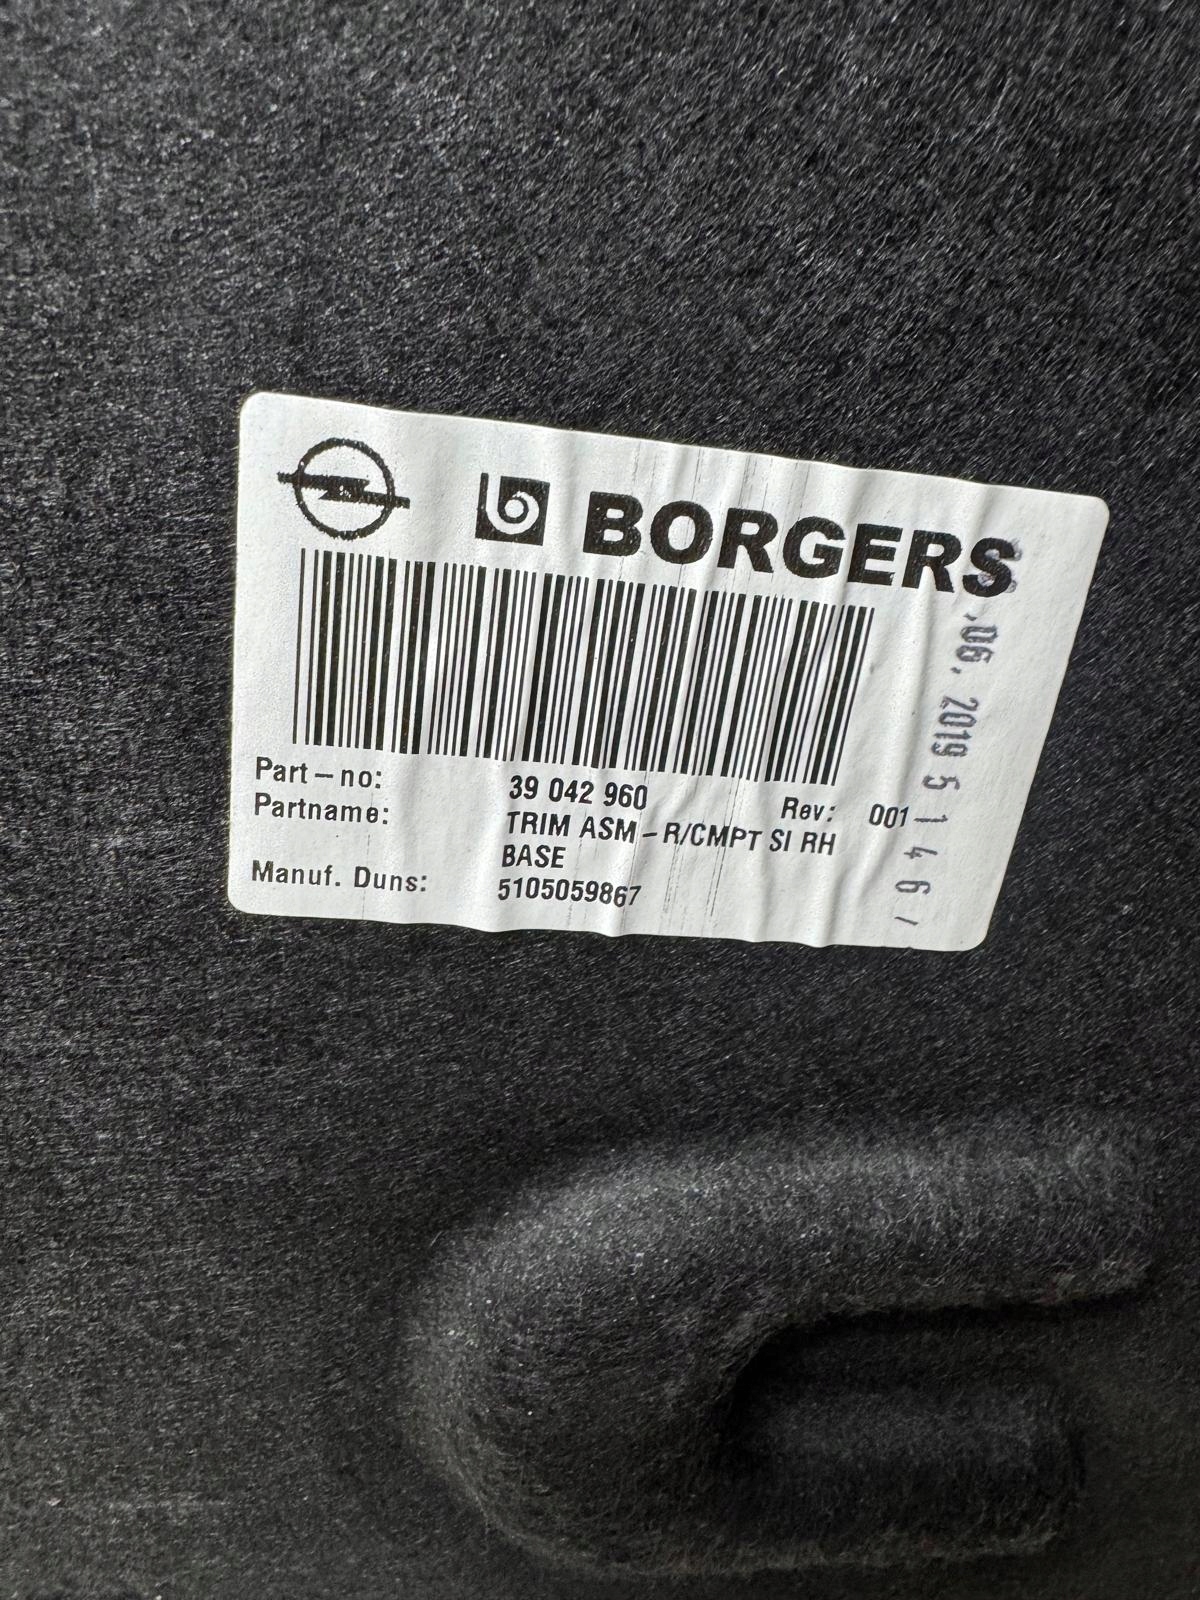 BORGERS
Part-no: 39 042 960 Rev: 001
Partname: TRIM ASM-R/CMPT SI RH
BASE
Manuf. Duns: 5105059867
.06. 2019 5 1 4 6